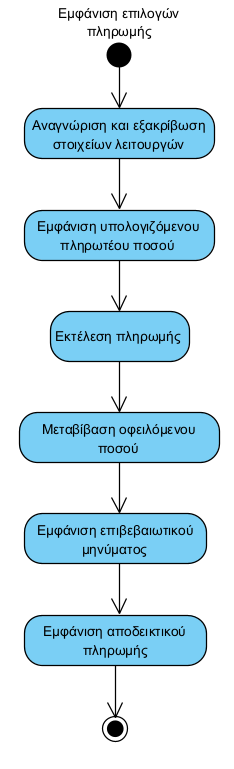 Εμφάνιση επιλογών
πληρωμής
Αναγνώριση και εξακρίβωση
στοιχείων λειτουργών
Εμφάνιση υπολογιζόμενου
πληρωτέου ποσού
Εκτέλεση πληρωμής
Μεταβίβαση οφειλόμενου
ποσού
Εμφάνιση επιβεβαιωτικού
μηνύματος
Εμφάνιση αποδεικτικού
πληρωμής